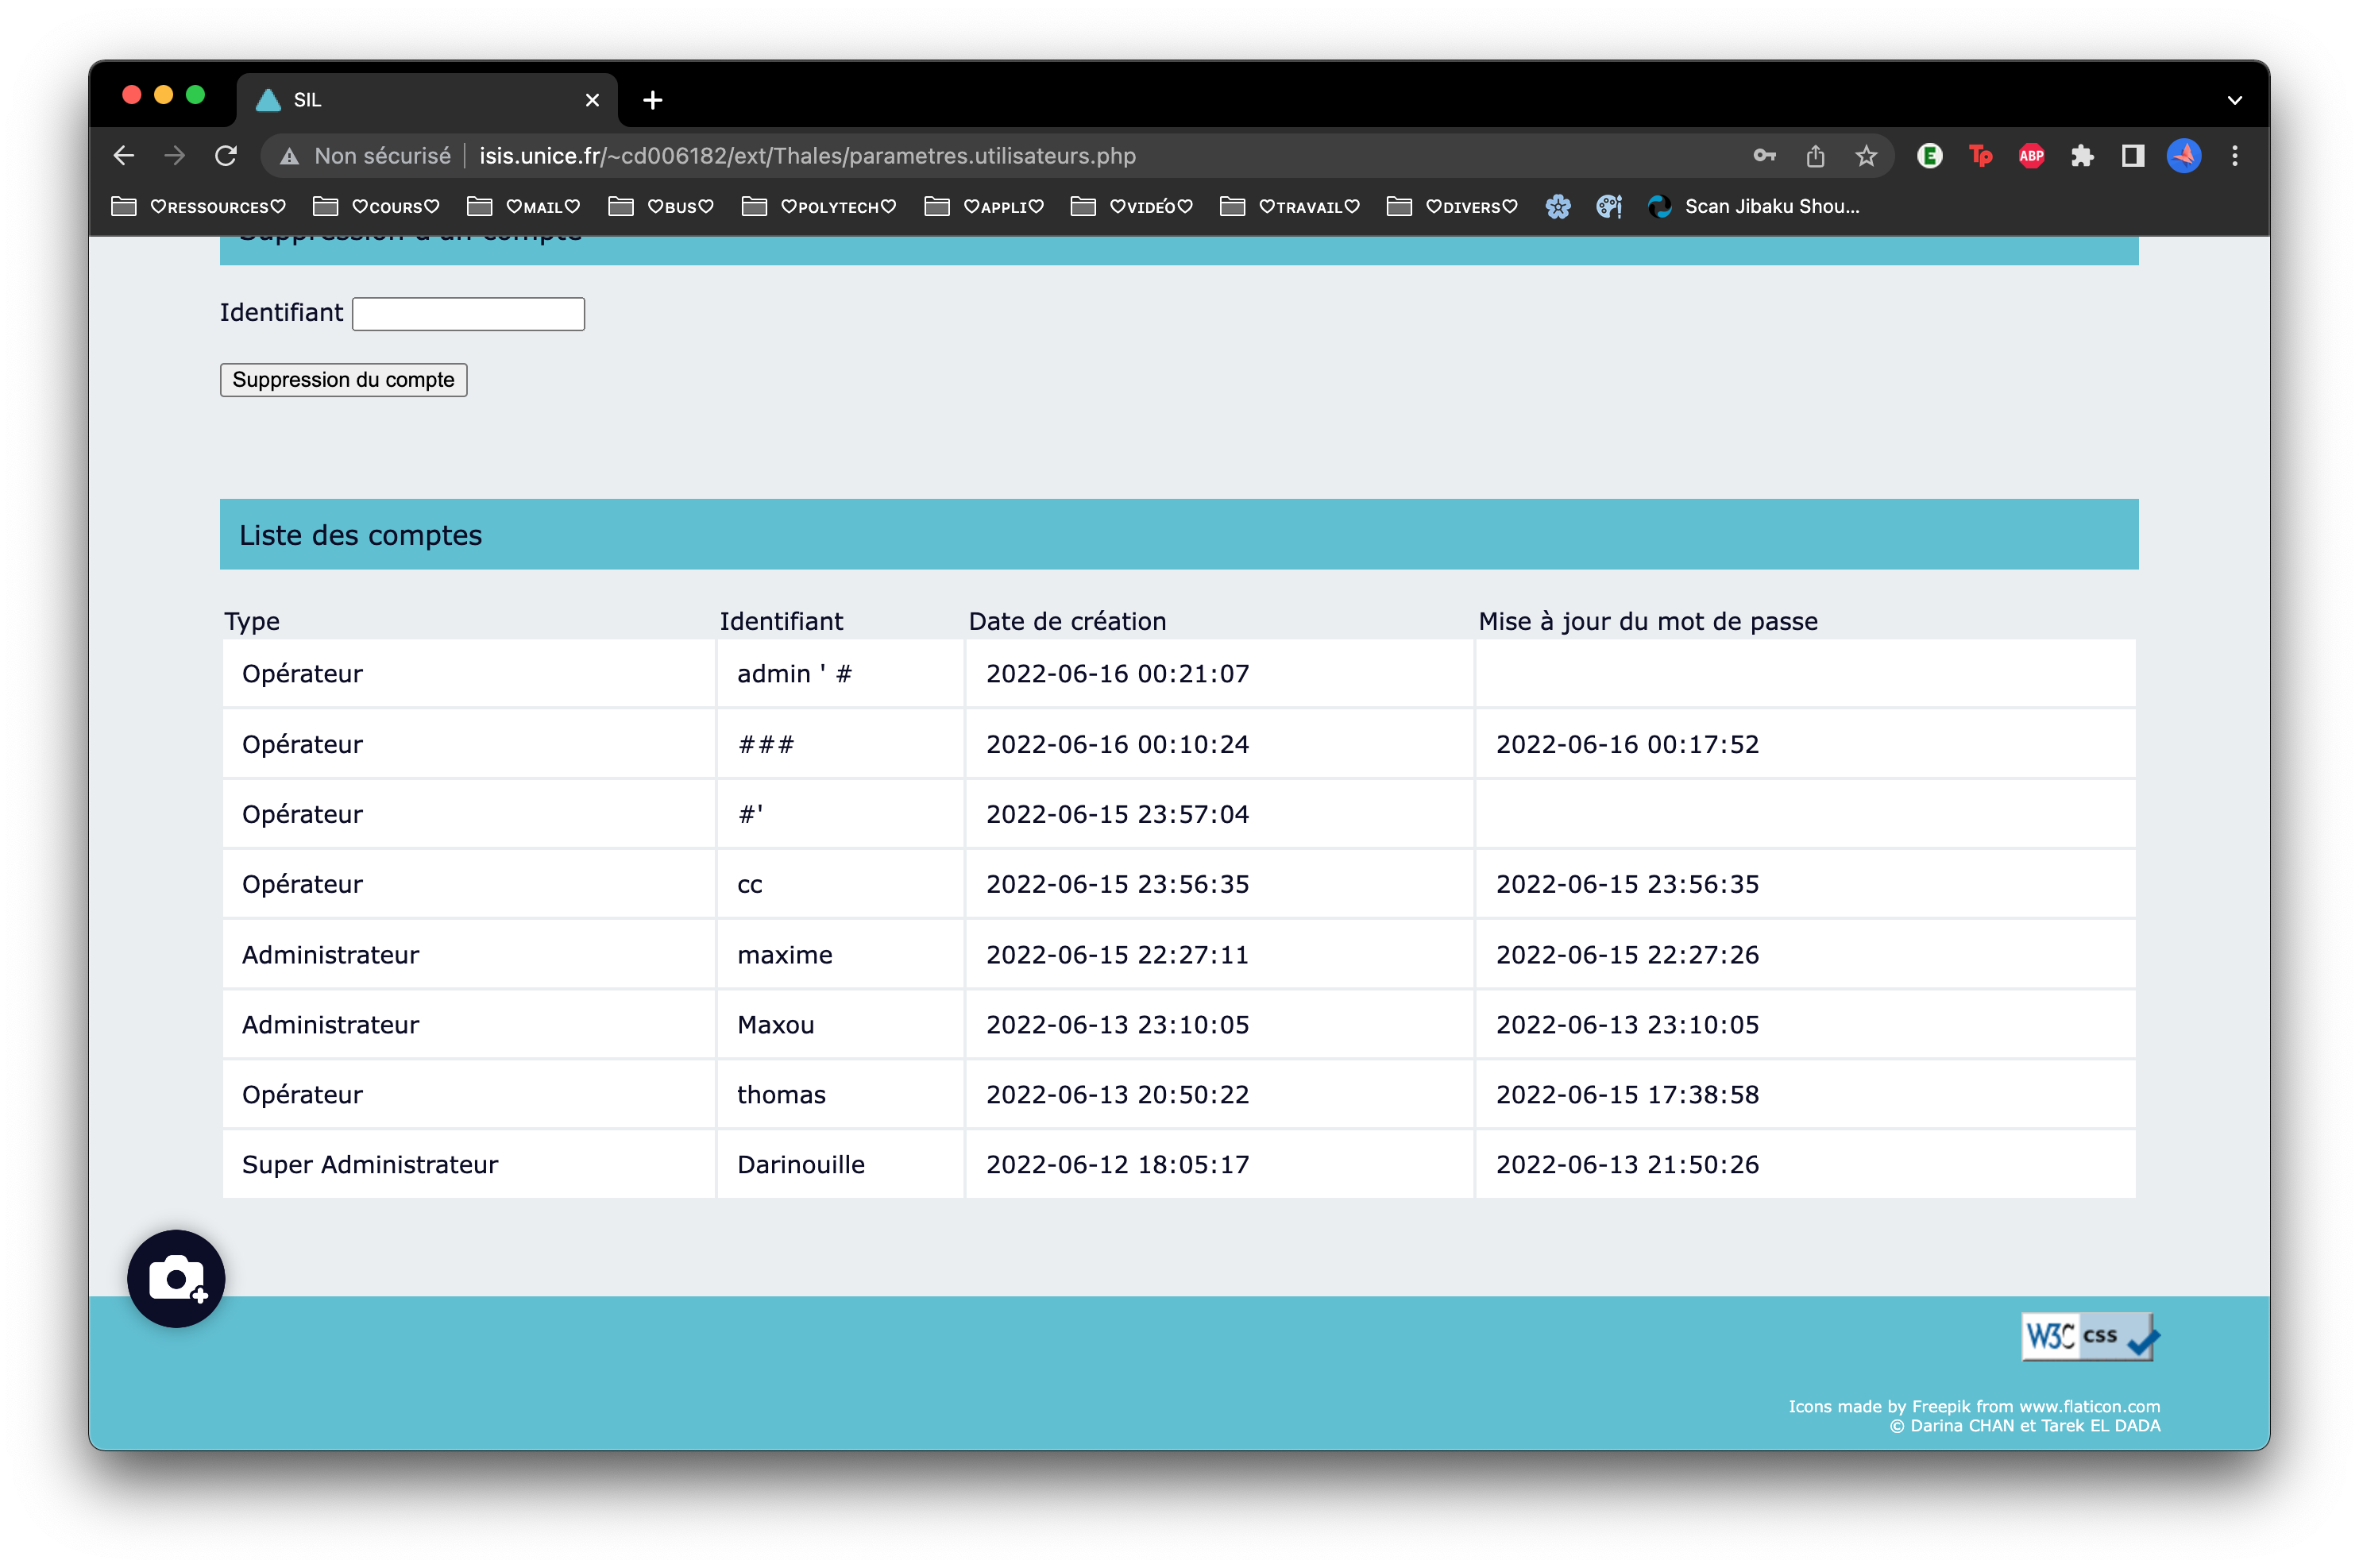 SIL
Non sécurisé | isis.unice.fr/~cd006182/ext/Thales/parametres.utilisateurs.php
E Tp ABP
♡RESSOURCES♡ ♡COURS♡ ♡MAIL♡ ♡BUS♡ ♡POLYTECH♡ ♡APPLI♡ ♡VIDÉO♡ ♡TRAVAIL♡ ♡DIVERS♡ Scan Jibaku Shou...
Suppression d'un compte
Identifiant
Suppression du compte
Liste des comptes
Type Identifiant Date de création Mise à jour du mot de passe
Opérateur admin ' # 2022-06-16 00:21:07
Opérateur ### 2022-06-16 00:10:24 2022-06-16 00:17:52
Opérateur #' 2022-06-15 23:57:04
Opérateur cc 2022-06-15 23:56:35 2022-06-15 23:56:35
Administrateur maxime 2022-06-15 22:27:11 2022-06-15 22:27:26
Administrateur Maxou 2022-06-13 23:10:05 2022-06-13 23:10:05
Opérateur thomas 2022-06-13 20:50:22 2022-06-15 17:38:58
Super Administrateur Darinouille 2022-06-12 18:05:17 2022-06-13 21:50:26
W3C css
Icons made by Freepik from www.flaticon.com
© Darina CHAN et Tarek EL DADA